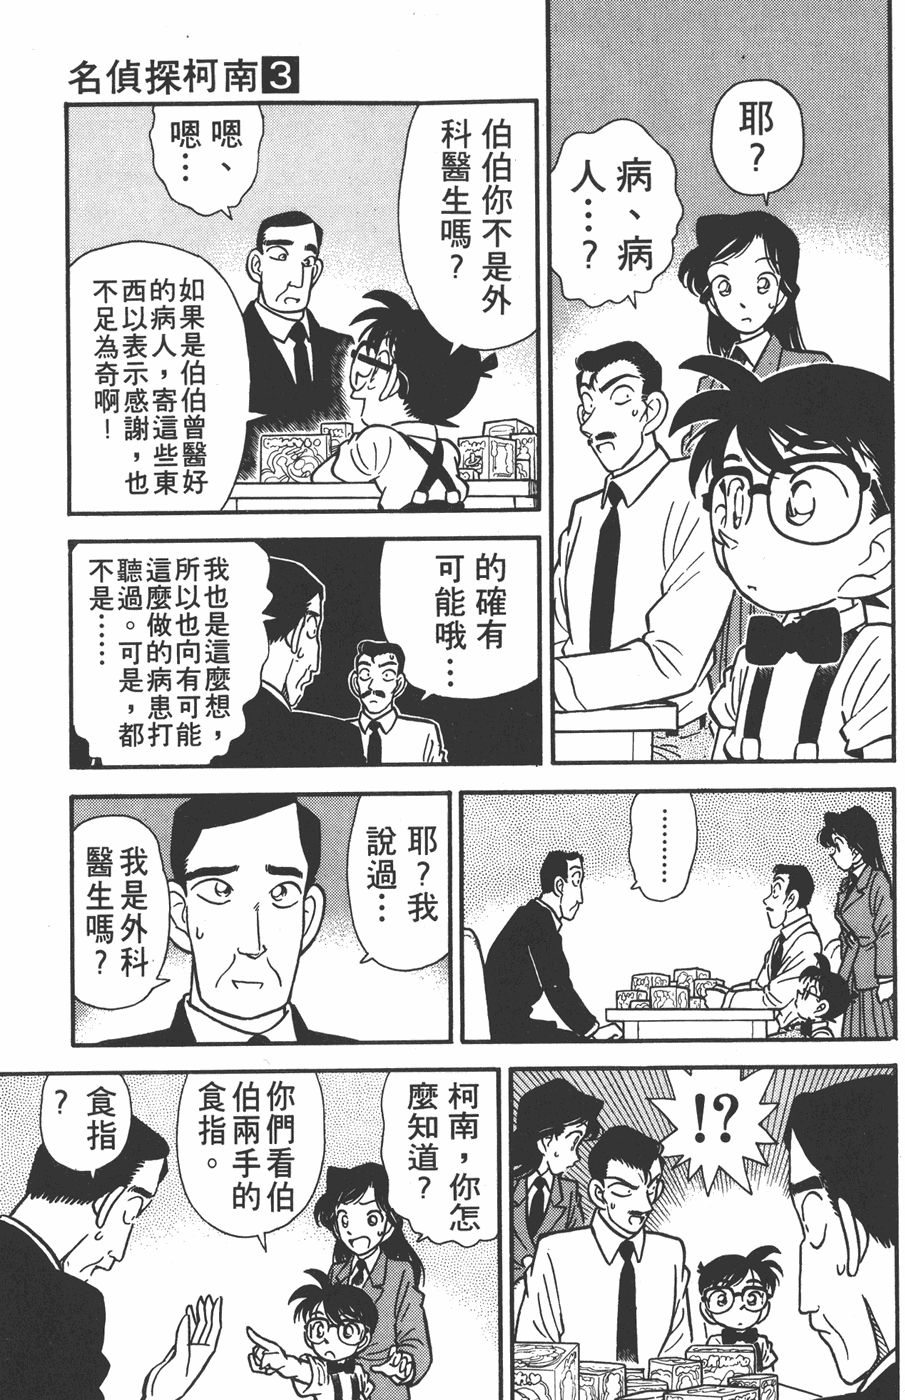 名偵探柯南3
耶?
病、病
人…?
伯伯你不是外
科醫生嗎?
嗯、
嗯…
如果是伯伯曾醫好
的病人,寄這些東
西以表示感謝,也
不足為奇啊!
的確有
可能哦…
我也是這麼想,
所以也向有可能
這麼做的病患打
聽過。可是,都
不是……
……
耶?我
說過…
我是外科
醫生嗎?
!?
柯南,你怎
麼知道?
你們看伯
伯兩手的
食指。
食指
?